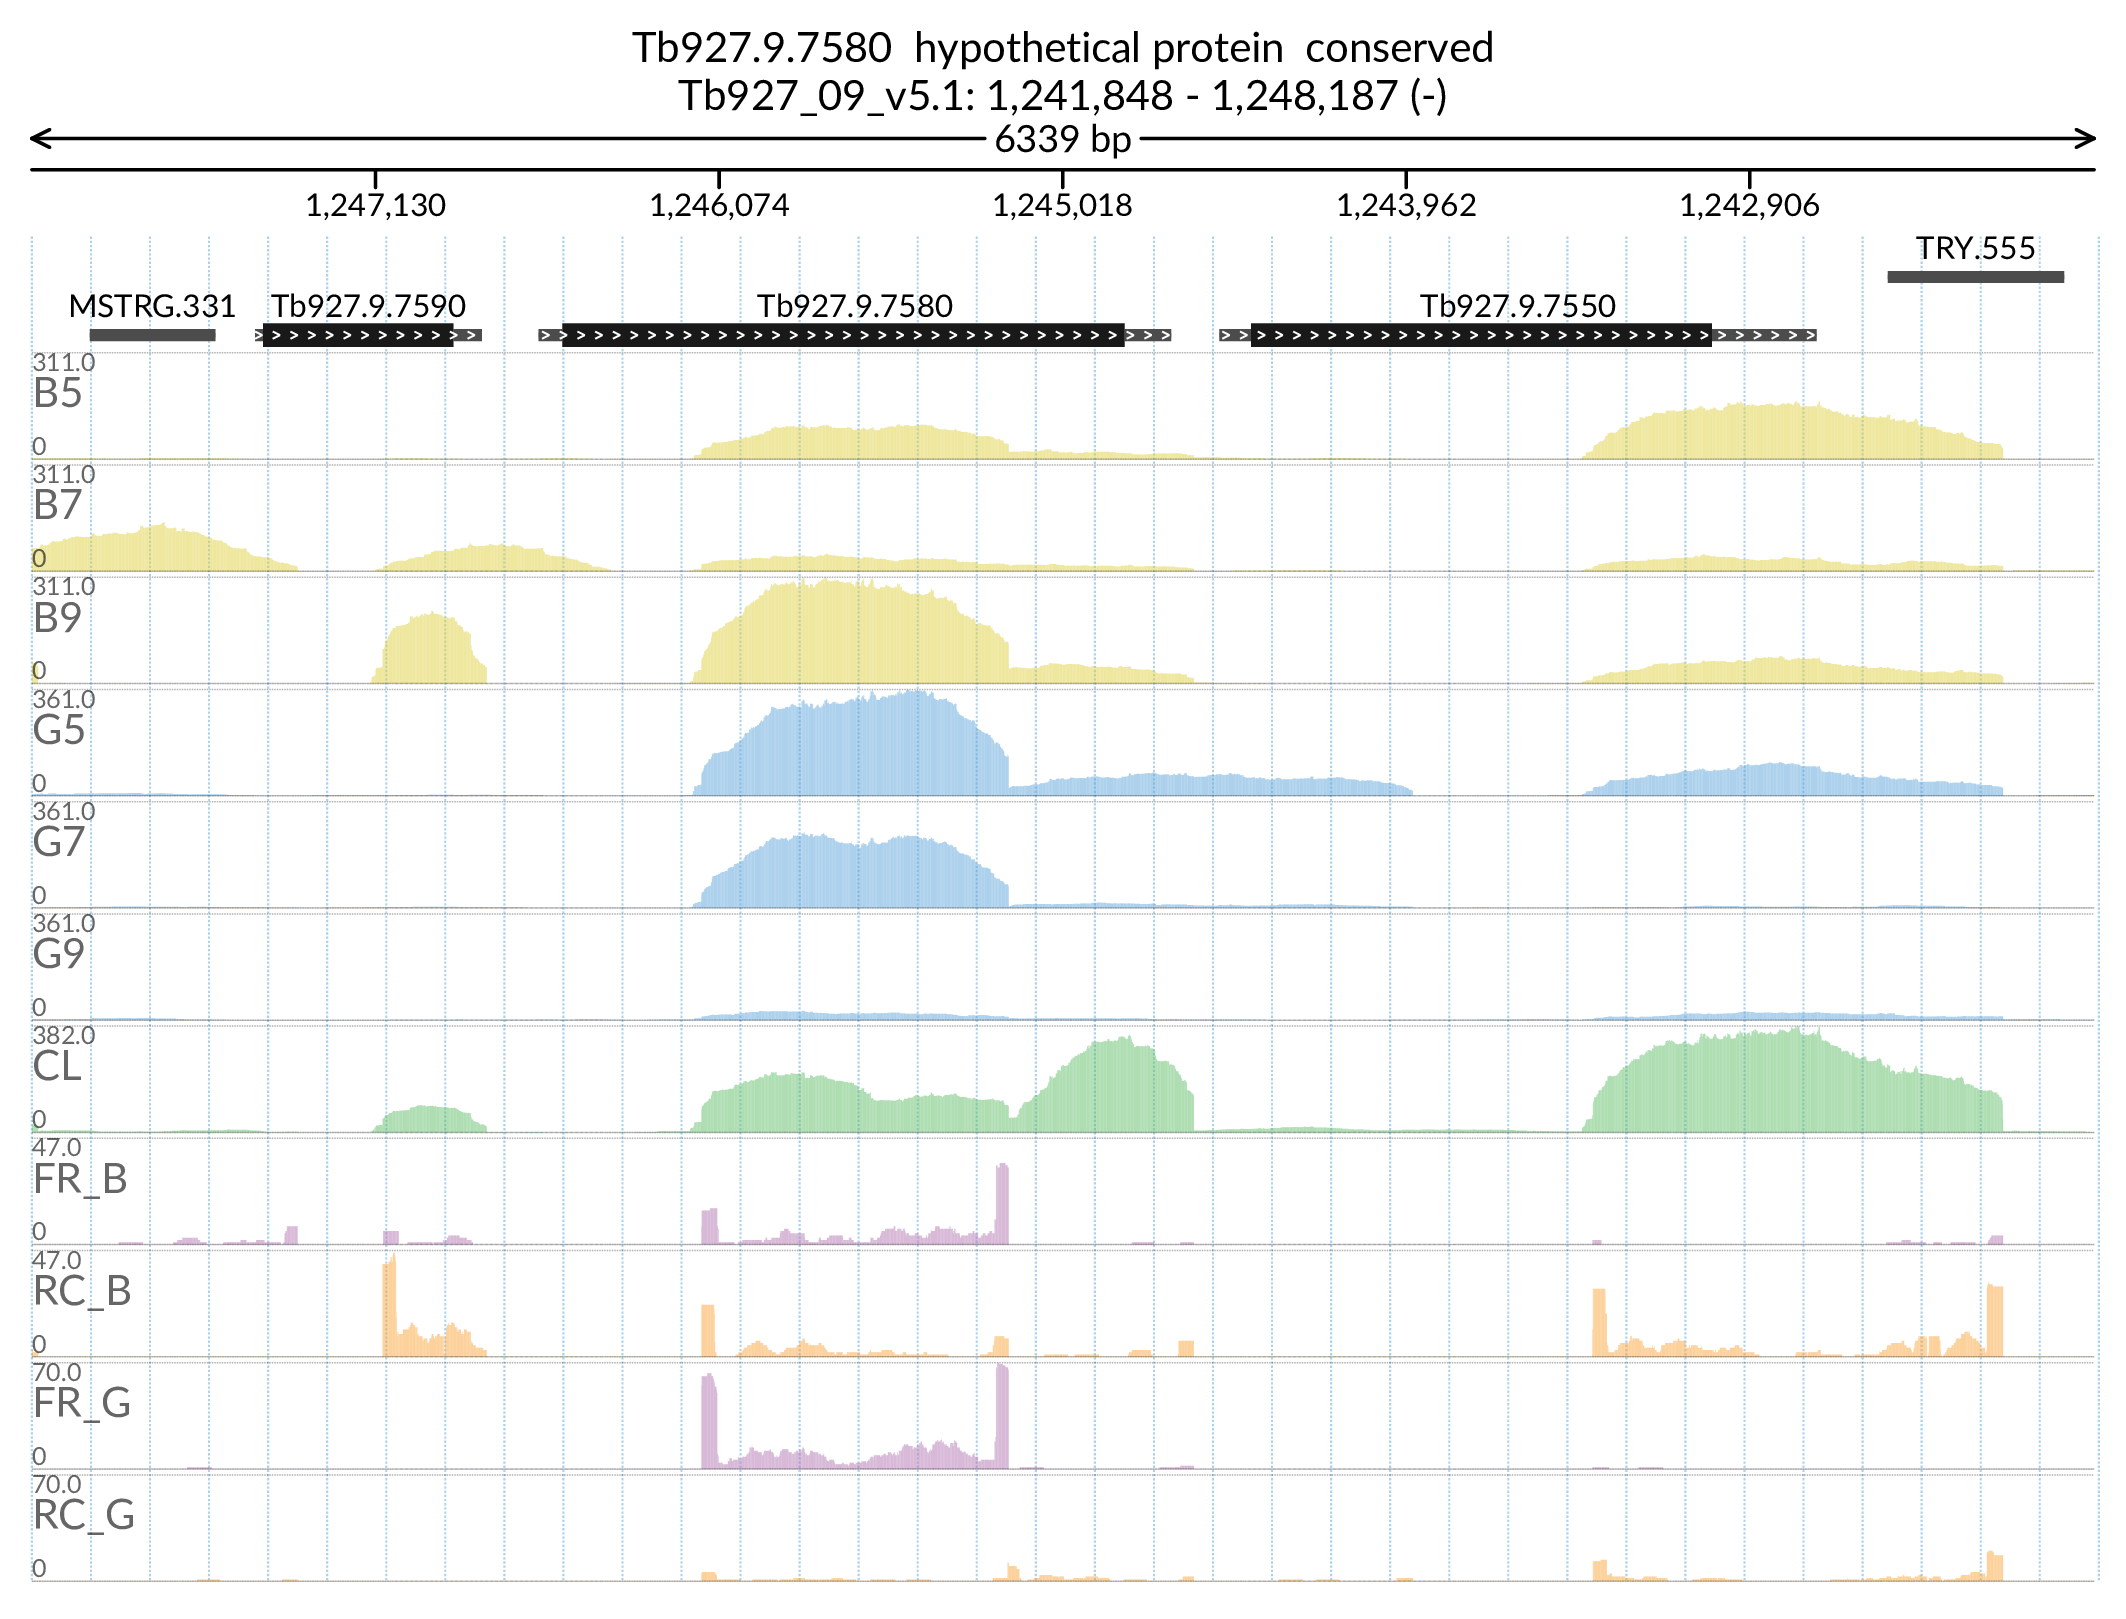 Tb927.9.7580 hypothetical protein conserved
Tb927_09_v5.1: 1,241,848 - 1,248,187 (-)
6339 bp
1,247,130 1,246,074 1,245,018 1,243,962 1,242,906
TRY.555
MSTRG.331 Tb927.9.7590 Tb927.9.7580 Tb927.9.7550
311.0
B5
0
311.0
B7
0
311.0
B9
0
361.0
G5
0
361.0
G7
0
361.0
G9
0
382.0
CL
0
47.0
FR_B
0
47.0
RC_B
0
70.0
FR_G
0
70.0
RC_G
0